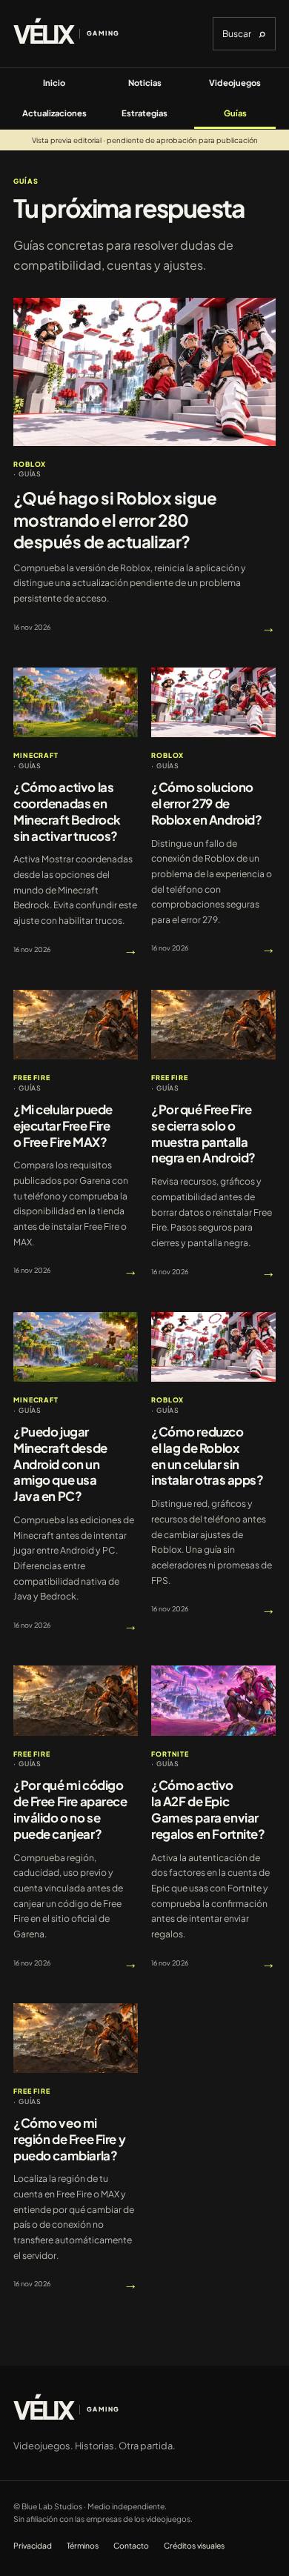 VÉLIX GAMING
Buscar
Inicio Noticias Videojuegos
Actualizaciones Estrategias Guías
Vista previa editorial · pendiente de aprobación para publicación
GUÍAS
Tu próxima respuesta
Guías concretas para resolver dudas de
compatibilidad, cuentas y ajustes.
ROBLOX
· GUÍAS
¿Qué hago si Roblox sigue
mostrando el error 280
después de actualizar?
Comprueba la versión de Roblox, reinicia la aplicación y
distingue una actualización pendiente de un problema
persistente de acceso.
16 nov 2026 →
MINECRAFT
· GUÍAS
¿Cómo activo las
coordenadas en
Minecraft Bedrock
sin activar trucos?
Activa Mostrar coordenadas
desde las opciones del
mundo de Minecraft
Bedrock. Evita confundir este
ajuste con habilitar trucos.
16 nov 2026 →
ROBLOX
· GUÍAS
¿Cómo soluciono
el error 279 de
Roblox en Android?
Distingue un fallo de
conexión de Roblox de un
problema de la experiencia o
del teléfono con
comprobaciones seguras
para el error 279.
16 nov 2026 →
FREE FIRE
· GUÍAS
¿Mi celular puede
ejecutar Free Fire
o Free Fire MAX?
Compara los requisitos
publicados por Garena con
tu teléfono y comprueba la
disponibilidad en la tienda
antes de instalar Free Fire o
MAX.
16 nov 2026 →
FREE FIRE
· GUÍAS
¿Por qué Free Fire
se cierra solo o
muestra pantalla
negra en Android?
Revisa recursos, gráficos y
compatibilidad antes de
borrar datos o reinstalar Free
Fire. Pasos seguros para
cierres y pantalla negra.
16 nov 2026 →
MINECRAFT
· GUÍAS
¿Puedo jugar
Minecraft desde
Android con un
amigo que usa
Java en PC?
Comprueba las ediciones de
Minecraft antes de intentar
jugar entre Android y PC.
Diferencias entre
compatibilidad nativa de
Java y Bedrock.
16 nov 2026 →
ROBLOX
· GUÍAS
¿Cómo reduzco
el lag de Roblox
en un celular sin
instalar otras apps?
Distingue red, gráficos y
recursos del teléfono antes
de cambiar ajustes de
Roblox. Una guía sin
aceleradores ni promesas de
FPS.
16 nov 2026 →
FREE FIRE
· GUÍAS
¿Por qué mi código
de Free Fire aparece
inválido o no se
puede canjear?
Comprueba región,
caducidad, uso previo y
cuenta vinculada antes de
canjear un código de Free
Fire en el sitio oficial de
Garena.
16 nov 2026 →
FORTNITE
· GUÍAS
¿Cómo activo
la A2F de Epic
Games para enviar
regalos en Fortnite?
Activa la autenticación de
dos factores en la cuenta de
Epic que usas con Fortnite y
comprueba la confirmación
antes de intentar enviar
regalos.
16 nov 2026 →
FREE FIRE
· GUÍAS
¿Cómo veo mi
región de Free Fire y
puedo cambiarla?
Localiza la región de tu
cuenta en Free Fire o MAX y
entiende por qué cambiar de
país o de conexión no
transfiere automáticamente
el servidor.
16 nov 2026 →
VÉLIX GAMING
Videojuegos. Historias. Otra partida.
© Blue Lab Studios · Medio independiente.
Sin afiliación con las empresas de los videojuegos.
Privacidad Términos Contacto Créditos visuales